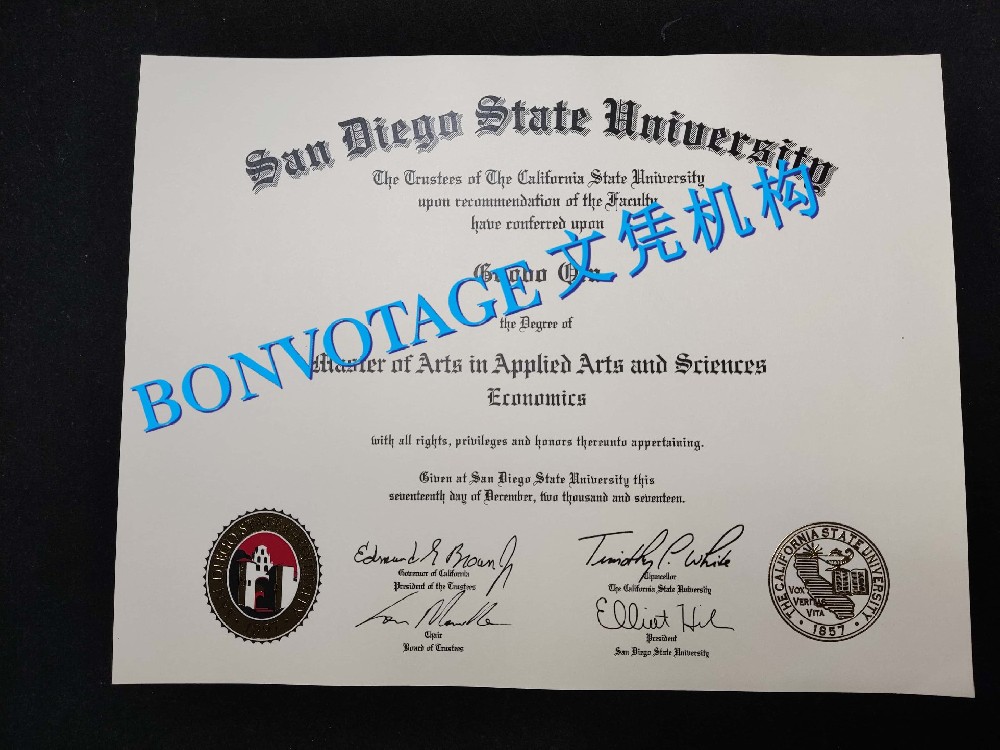 San Diego State University
The Trustees of The California State University
upon recommendation of the Faculty
have conferred upon
BONVOTAGE文凭机构
the Degree of
Master of Arts in Applied Arts and Sciences
Economics
with all rights, privileges and honors thereunto appertaining.
Given at San Diego State University this
seventeenth day of December, two thousand and seventeen.
Edmund G Brown Jr
Governor of California
President of the Trustees
Timothy P. White
Chancellor
The California State University
Chair
Board of Trustees
President
San Diego State University
THE CALIFORNIA STATE UNIVERSITY
VOX
VERITAS
VITA
1857